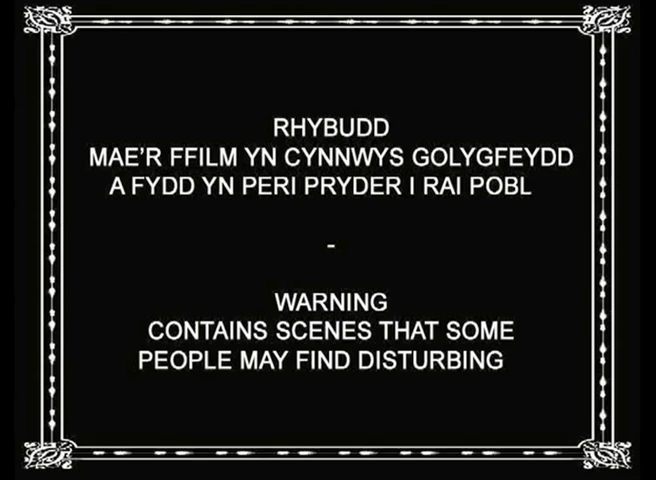 RHYBUDD
MAE'R FFILM YN CYNNWYS GOLYGFEYDD
A FYDD YN PERI PRYDER I RAI POBL
-
WARNING
CONTAINS SCENES THAT SOME
PEOPLE MAY FIND DISTURBING